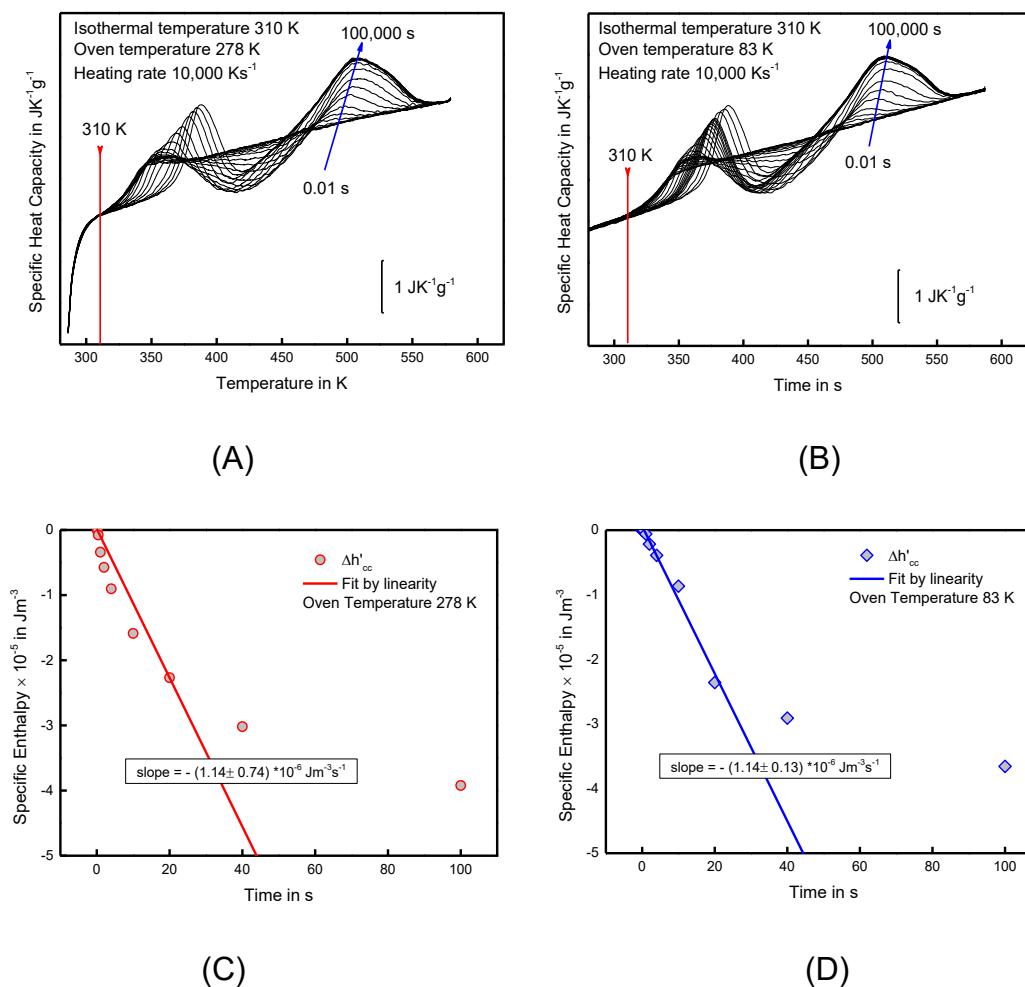 Isothermal temperature 310 K
Oven temperature 278 K
Heating rate 10,000 Ks⁻¹
100,000 s
310 K
0.01 s
1 JK⁻¹g⁻¹
Specific Heat Capacity in JK⁻¹g⁻¹
300 350 400 450 500 550 600
Temperature in K
(A)
Isothermal temperature 310 K
Oven temperature 83 K
Heating rate 10,000 Ks⁻¹
100,000 s
310 K
0.01 s
1 JK⁻¹g⁻¹
Specific Heat Capacity in JK⁻¹g⁻¹
300 350 400 450 500 550 600
Time in s
(B)
0
-1
-2
-3
-4
-5
Specific Enthalpy × 10⁻⁵ in Jm⁻³
Δh'cc
Fit by linearity
Oven Temperature 278 K
slope = - (1.14± 0.74) *10⁻⁶ Jm⁻³s⁻¹
0 20 40 60 80 100
Time in s
(C)
0
-1
-2
-3
-4
-5
Specific Enthalpy × 10⁻⁵ in Jm⁻³
Δh'cc
Fit by linearity
Oven Temperature 83 K
slope = - (1.14± 0.13) *10⁻⁶ Jm⁻³s⁻¹
0 20 40 60 80 100
Time in s
(D)